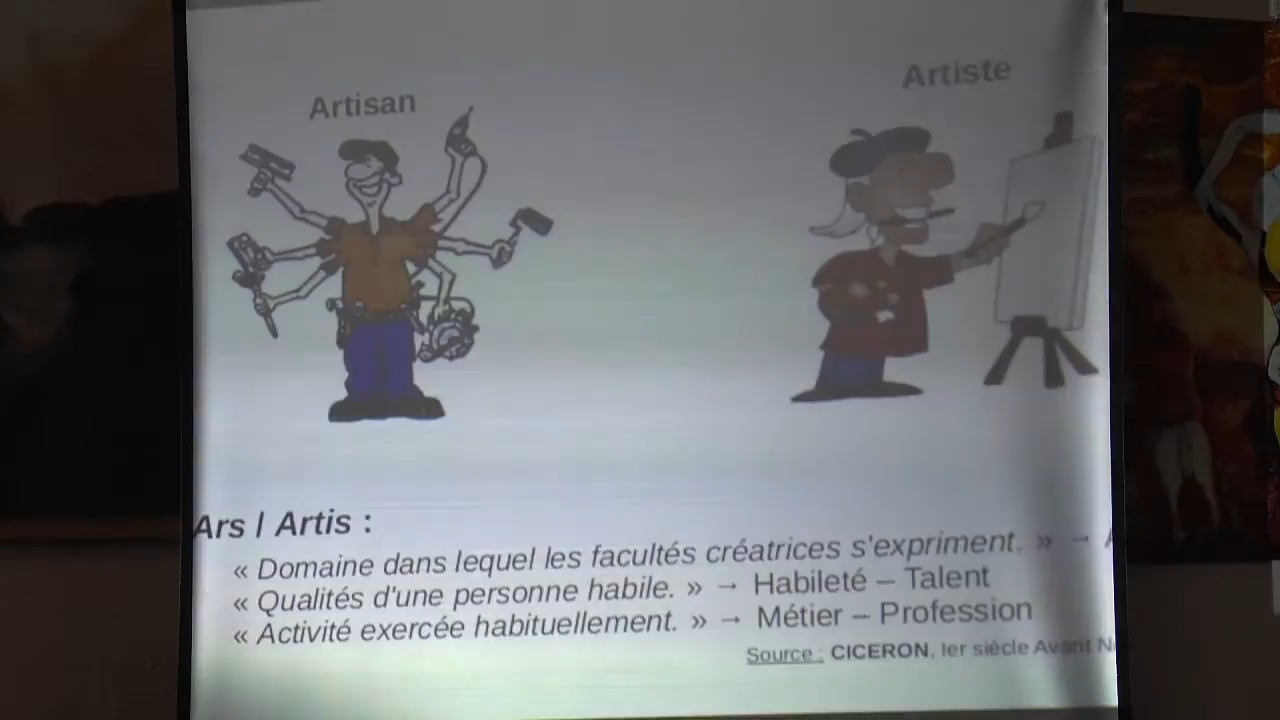 Artisan
Artiste
Ars / Artis :
« Domaine dans lequel les facultés créatrices s'expriment. » →
« Qualités d'une personne habile. » → Habileté – Talent
« Activité exercée habituellement. » → Métier – Profession
Source : CICERON, Ier siècle Avant